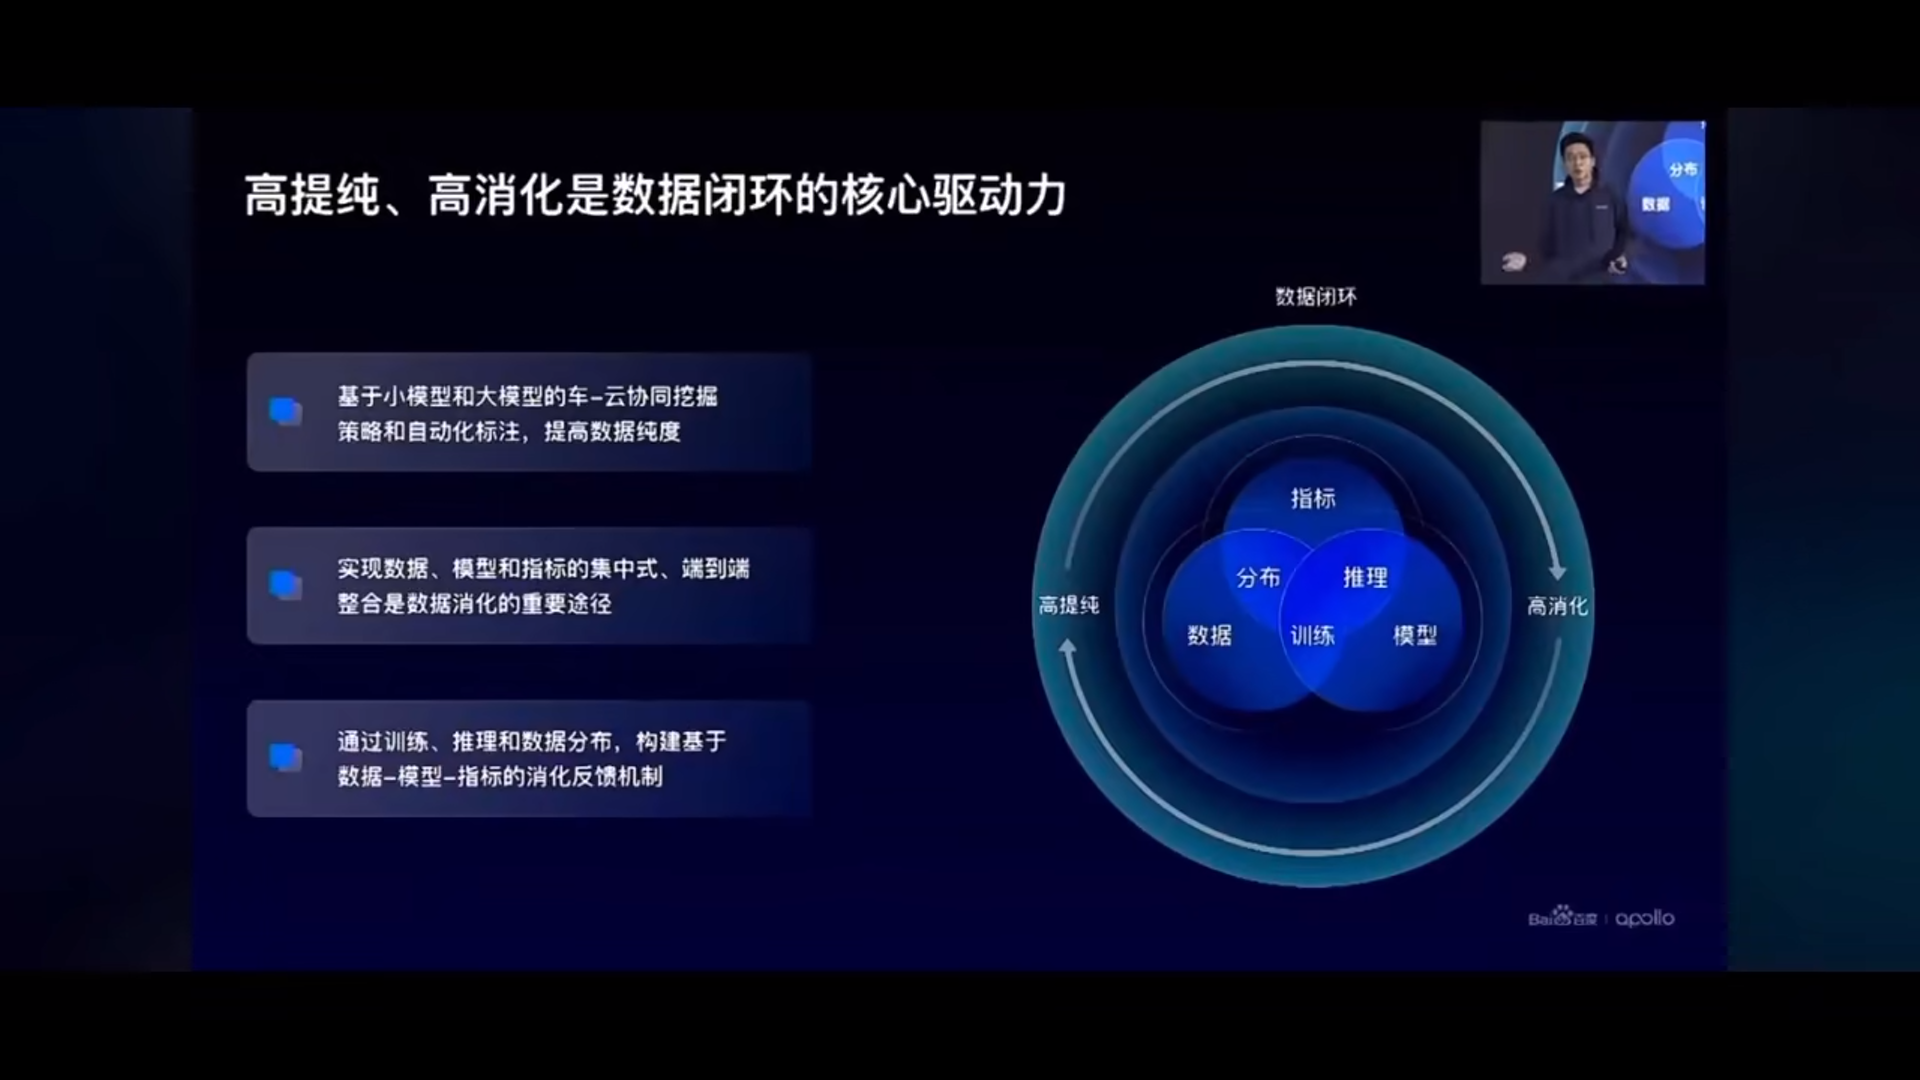 高提纯、高消化是数据闭环的核心驱动力
分布
数据
数据闭环
基于小模型和大模型的车-云协同挖掘
策略和自动化标注，提高数据纯度
实现数据、模型和指标的集中式、端到端
整合是数据消化的重要途径
通过训练、推理和数据分布，构建基于
数据-模型-指标的消化反馈机制
指标
分布
推理
高提纯
高消化
数据
训练
模型
Bai百度 | apollo